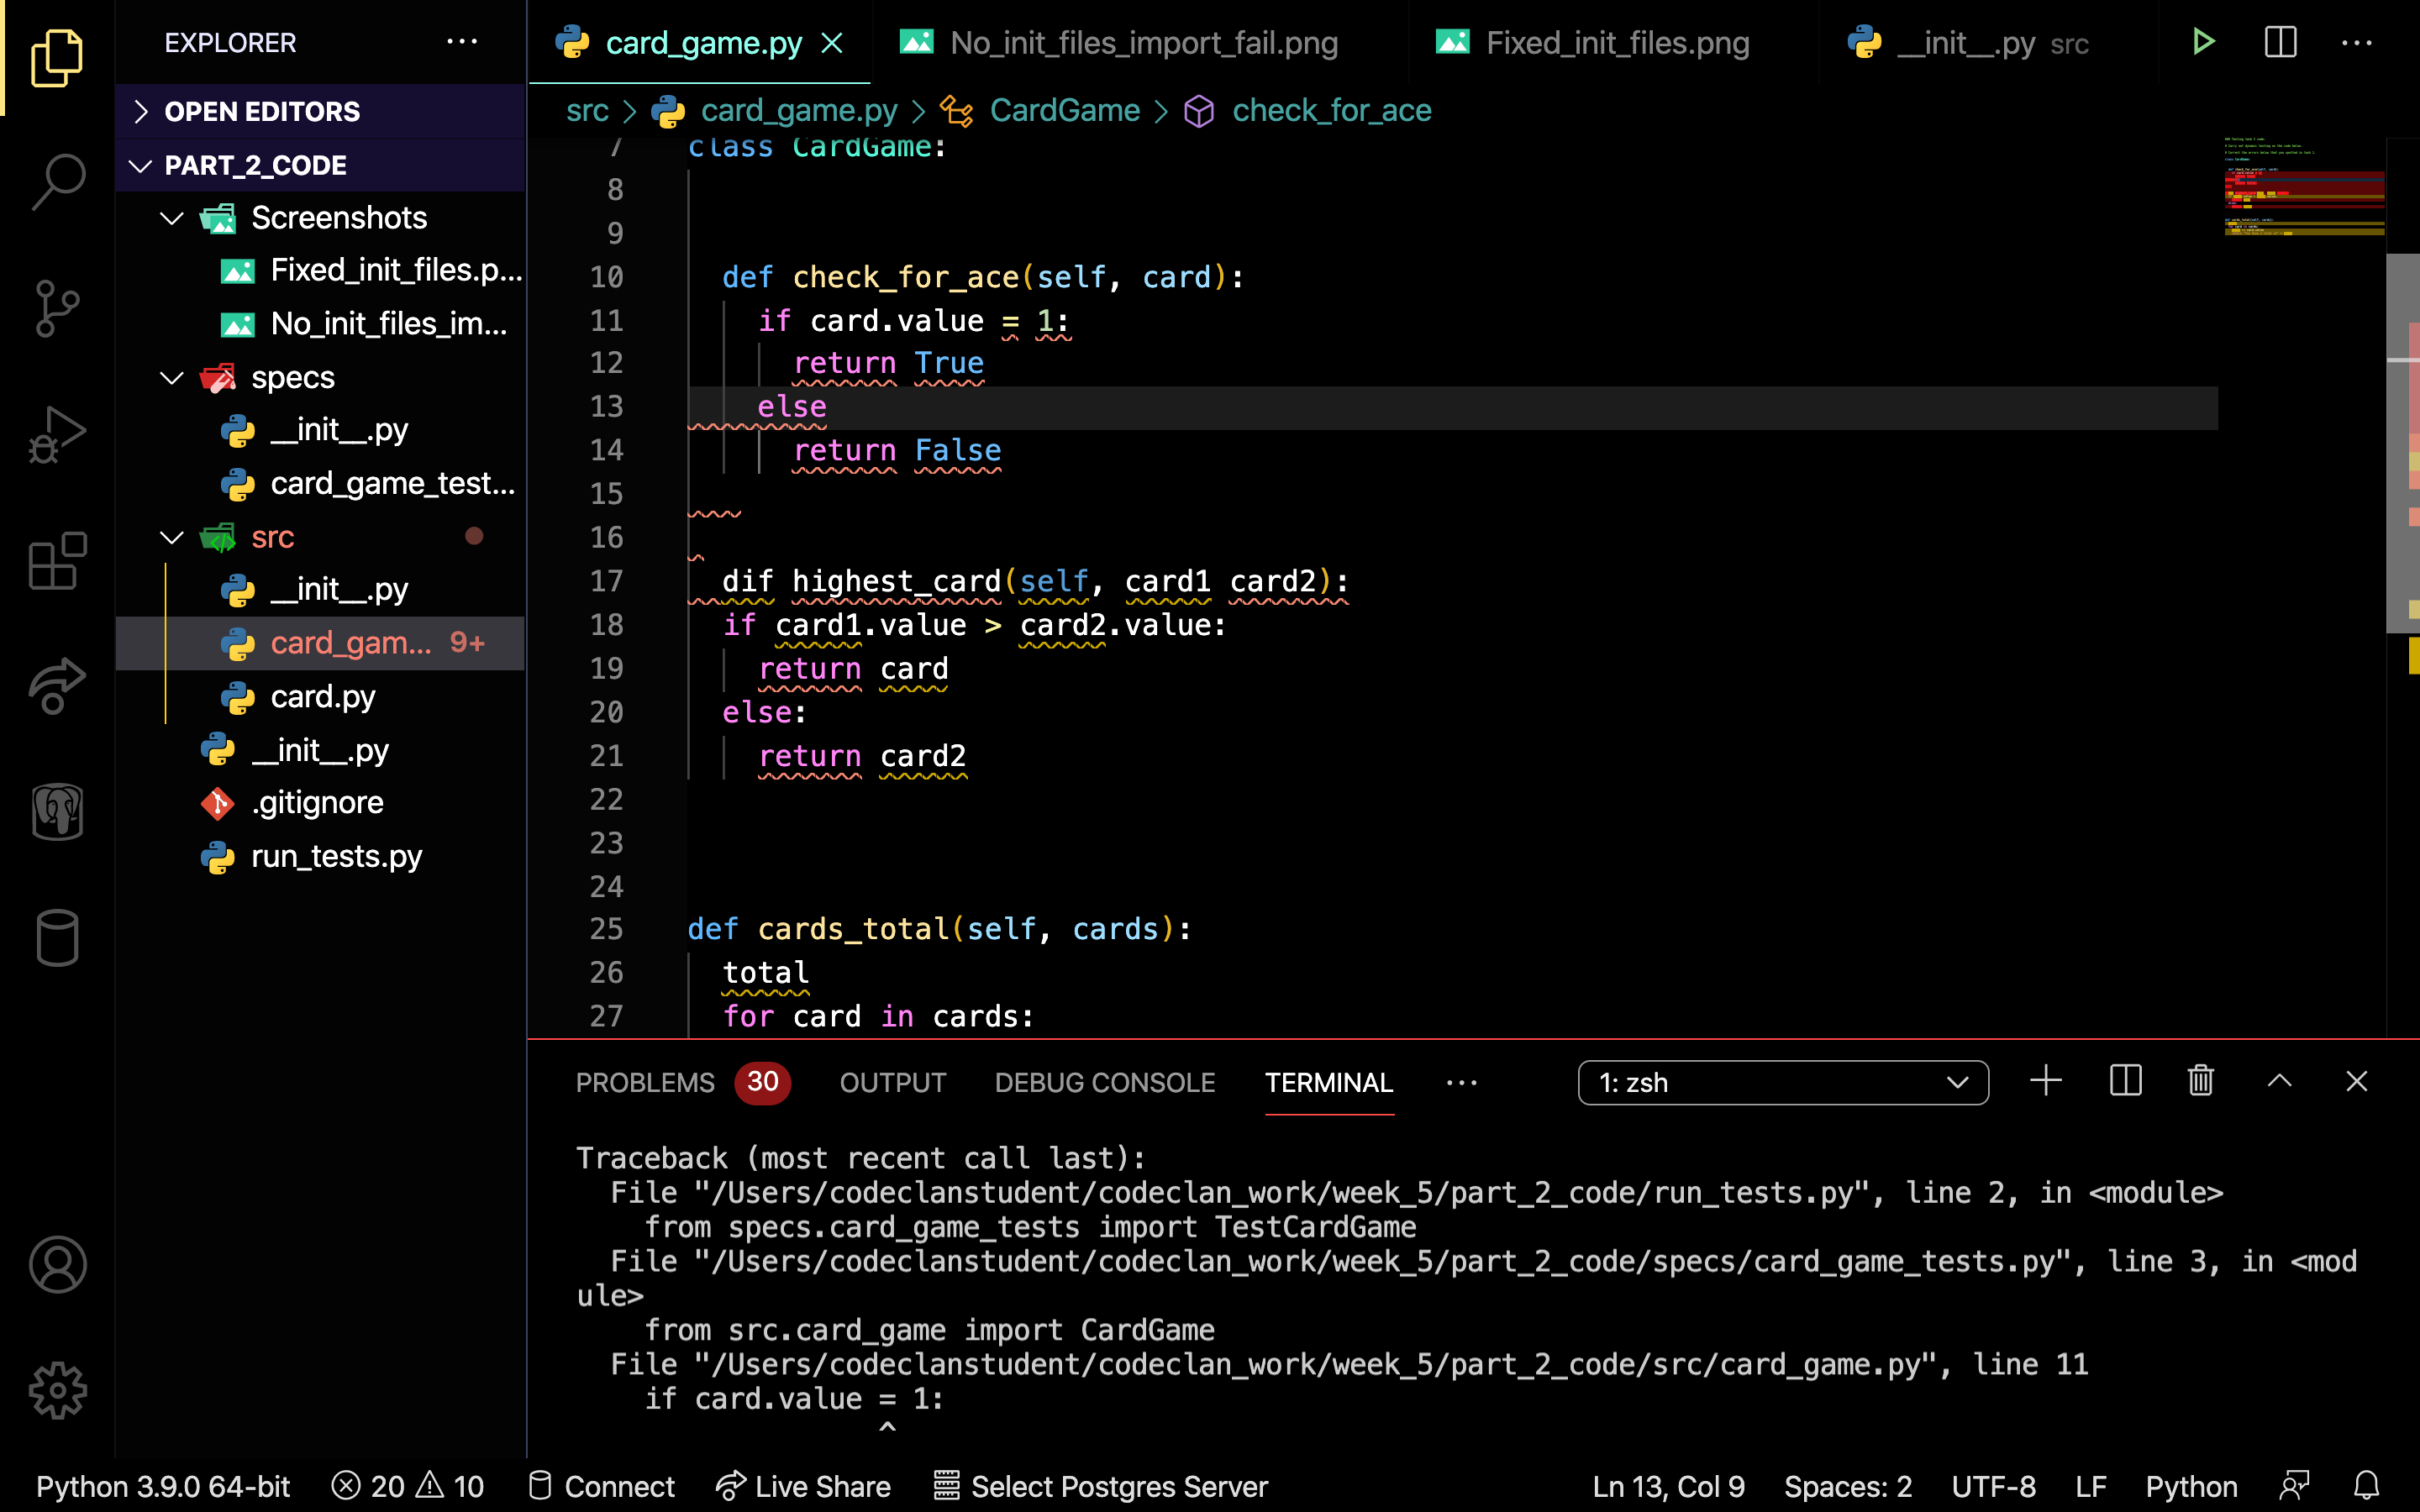 EXPLORER ...
OPEN EDITORS
PART_2_CODE
Screenshots
Fixed_init_files.p...
No_init_files_im...
specs
__init__.py
card_game_test...
src
__init__.py
card_gam... 9+
card.py
__init__.py
.gitignore
run_tests.py
card_game.py No_init_files_import_fail.png Fixed_init_files.png __init__.py src ...
src > card_game.py > CardGame > check_for_ace
7 class CardGame:
8
9
10 def check_for_ace(self, card):
11 if card.value = 1:
12 return True
13 else
14 return False
15
16
17 dif highest_card(self, card1 card2):
18 if card1.value > card2.value:
19 return card
20 else:
21 return card2
22
23
24
25 def cards_total(self, cards):
26 total
27 for card in cards:
PROBLEMS 30 OUTPUT DEBUG CONSOLE TERMINAL ... 1: zsh
Traceback (most recent call last):
File "/Users/codeclanstudent/codeclan_work/week_5/part_2_code/run_tests.py", line 2, in <module>
from specs.card_game_tests import TestCardGame
File "/Users/codeclanstudent/codeclan_work/week_5/part_2_code/specs/card_game_tests.py", line 3, in <mod
ule>
from src.card_game import CardGame
File "/Users/codeclanstudent/codeclan_work/week_5/part_2_code/src/card_game.py", line 11
if card.value = 1:
^
Python 3.9.0 64-bit 20 10 Connect Live Share Select Postgres Server Ln 13, Col 9 Spaces: 2 UTF-8 LF Python